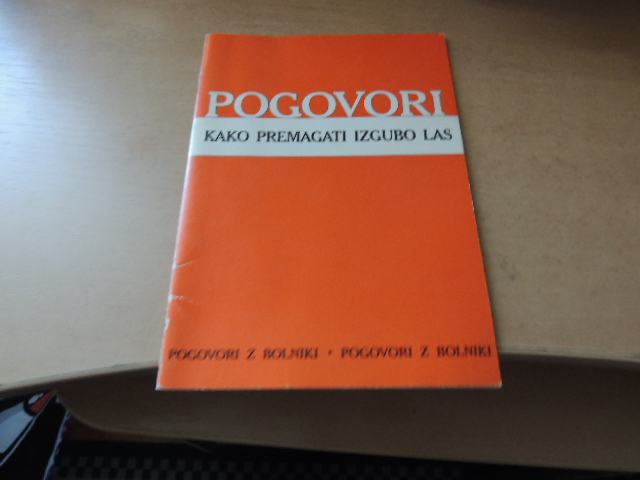 POGOVORI
KAKO PREMAGATI IZGUBO LAS
POGOVORI Z BOLNIKI • POGOVORI Z BOLNIKI